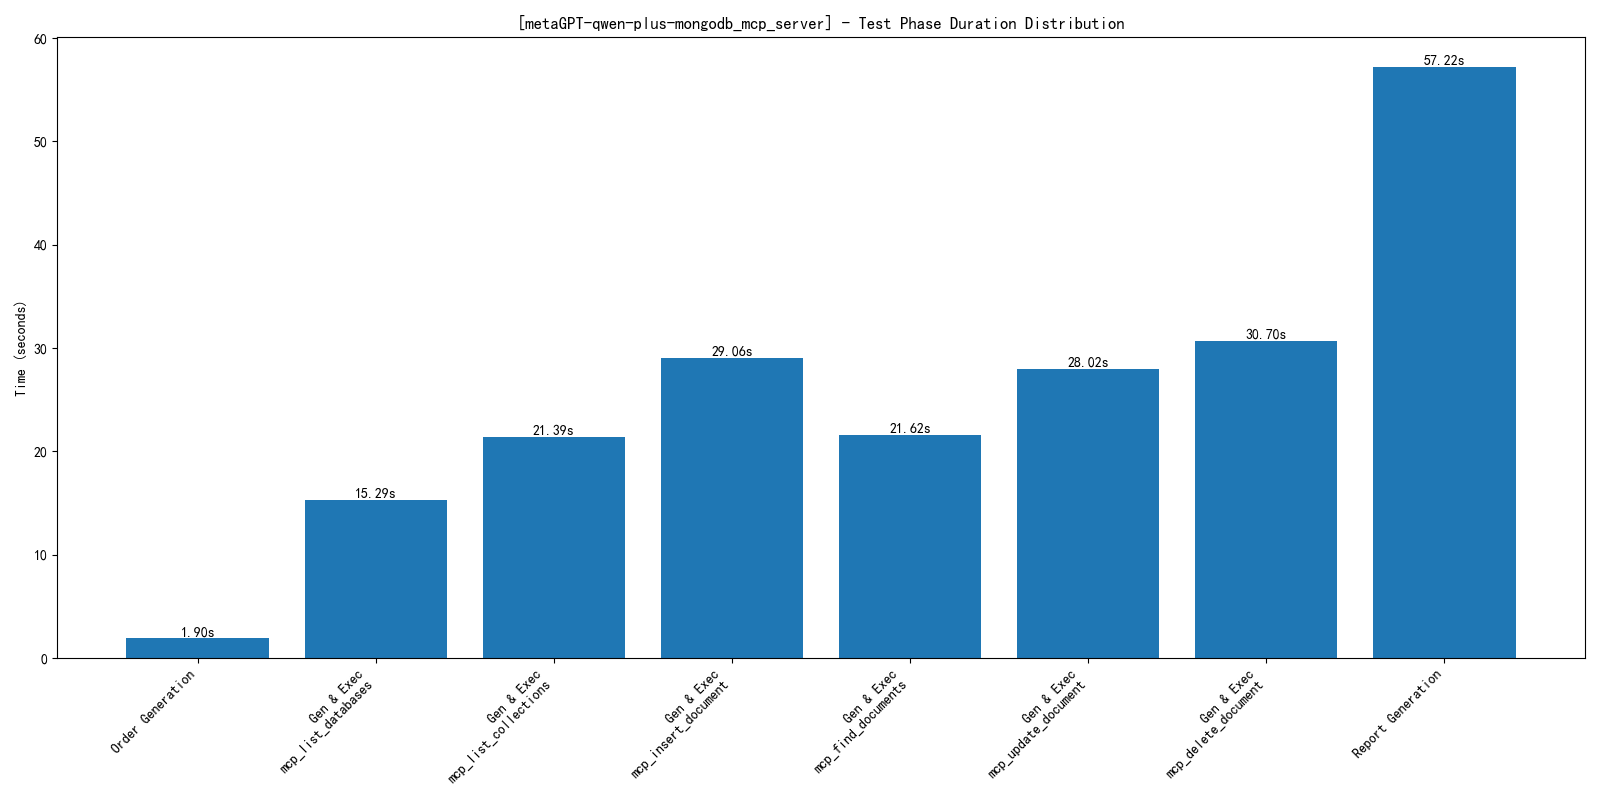 [metaGPT-qwen-plus-mongodb_mcp_server] - Test Phase Duration Distribution
Time (seconds)
60
50
40
30
20
10
0
1.90s
15.29s
21.39s
29.06s
21.62s
28.02s
30.70s
57.22s
Order Generation
Gen & Exec
mcp_list_databases
Gen & Exec
mcp_list_collections
Gen & Exec
mcp_insert_document
Gen & Exec
mcp_find_documents
Gen & Exec
mcp_update_document
Gen & Exec
mcp_delete_document
Report Generation